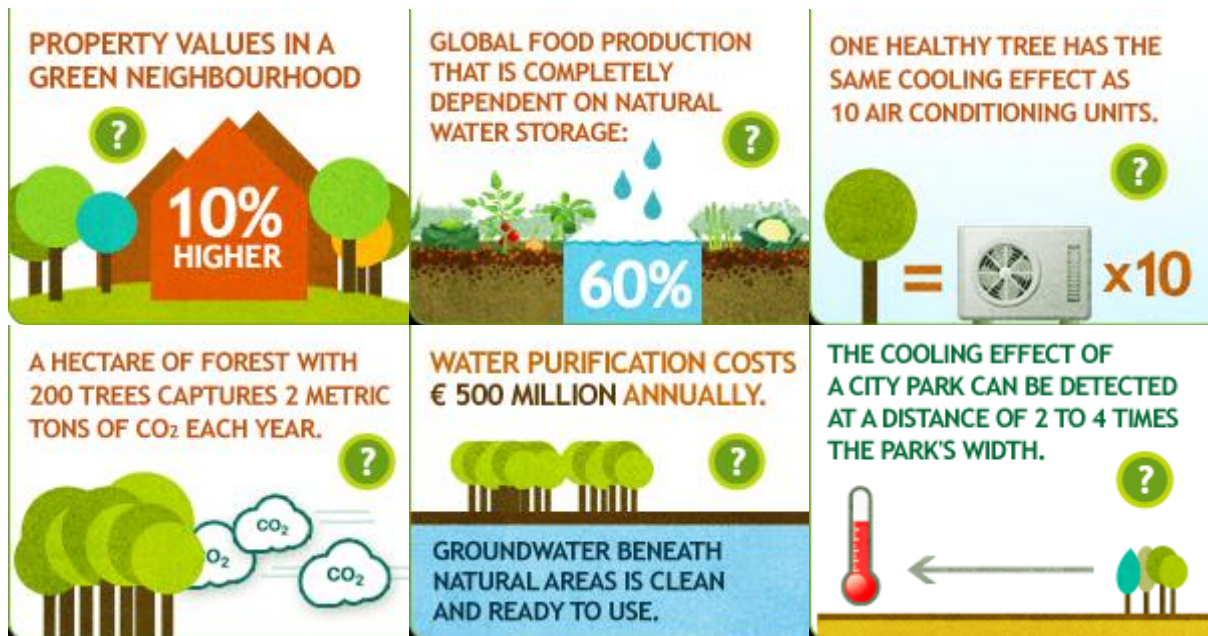 PROPERTY VALUES IN A
GREEN NEIGHBOURHOOD
?
10%
HIGHER
GLOBAL FOOD PRODUCTION
THAT IS COMPLETELY
DEPENDENT ON NATURAL
WATER STORAGE:
?
60%
ONE HEALTHY TREE HAS THE
SAME COOLING EFFECT AS
10 AIR CONDITIONING UNITS.
?
= x10
A HECTARE OF FOREST WITH
200 TREES CAPTURES 2 METRIC
TONS OF CO₂ EACH YEAR.
?
CO₂
O₂
CO₂
WATER PURIFICATION COSTS
€ 500 MILLION ANNUALLY.
?
GROUNDWATER BENEATH
NATURAL AREAS IS CLEAN
AND READY TO USE.
THE COOLING EFFECT OF
A CITY PARK CAN BE DETECTED
AT A DISTANCE OF 2 TO 4 TIMES
THE PARK'S WIDTH.
?